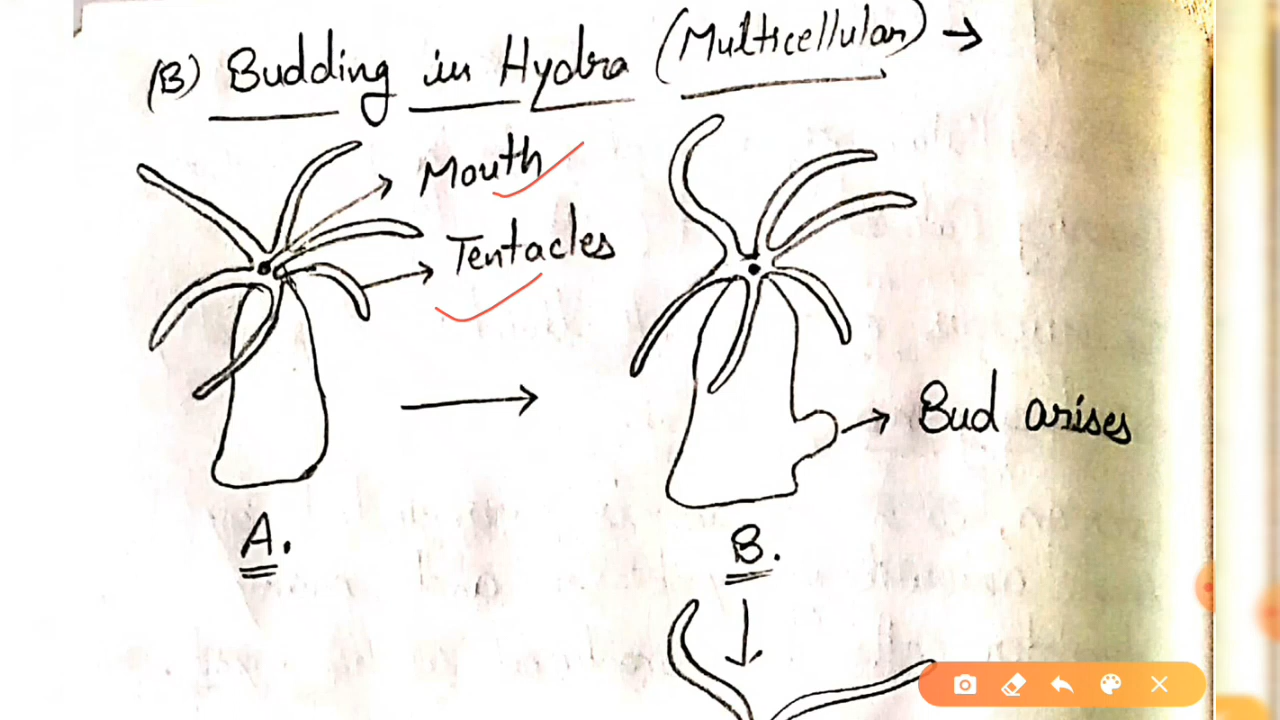 (B) Budding in Hydra (Multicellular) →
Mouth
Tentacles
Bud arises
A.
B.